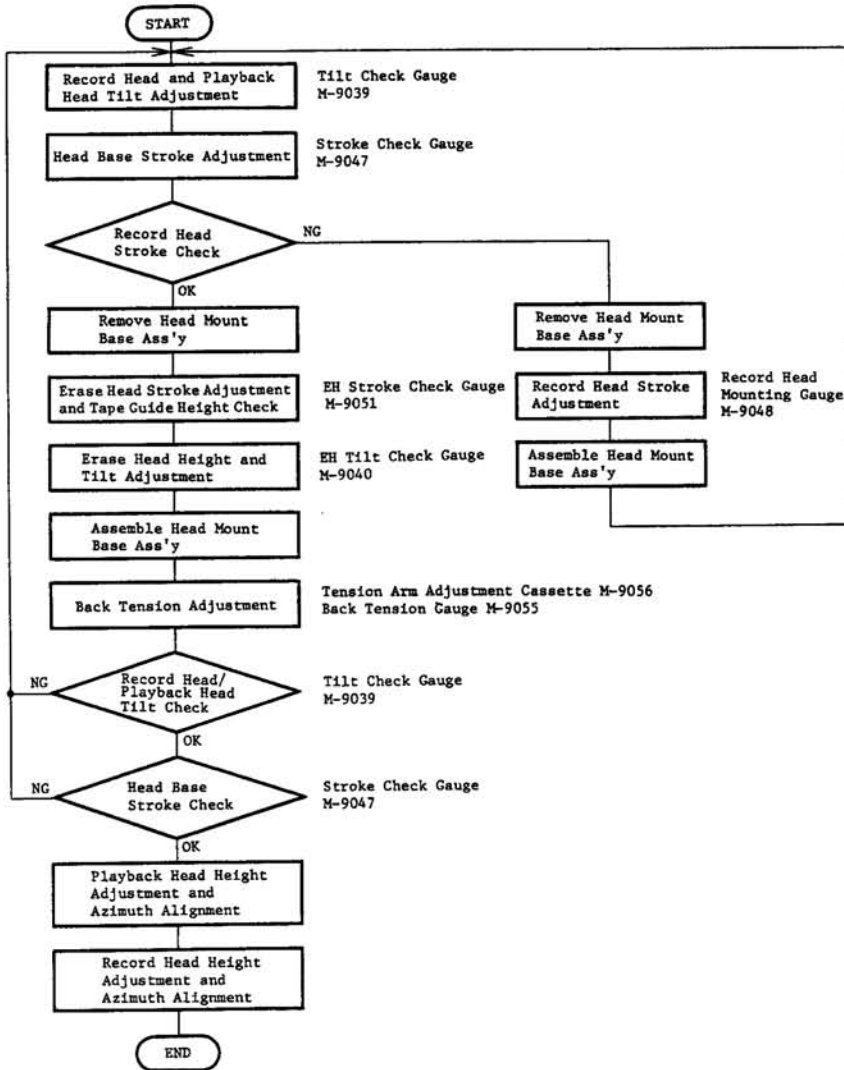 START
Record Head and Playback
Head Tilt Adjustment
Tilt Check Gauge
M-9039
Head Base Stroke Adjustment
Stroke Check Gauge
M-9047
Record Head
Stroke Check
NG
OK
Remove Head Mount
Base Ass'y
Remove Head Mount
Base Ass'y
Erase Head Stroke Adjustment
and Tape Guide Height Check
EH Stroke Check Gauge
M-9051
Record Head Stroke
Adjustment
Record Head
Mounting Gauge
M-9048
Erase Head Height and
Tilt Adjustment
EH Tilt Check Gauge
M-9040
Assemble Head Mount
Base Ass'y
Assemble Head Mount
Base Ass'y
Back Tension Adjustment
Tension Arm Adjustment Cassette M-9056
Back Tension Gauge M-9055
NG
Record Head/
Playback Head
Tilt Check
Tilt Check Gauge
M-9039
OK
NG
Head Base
Stroke Check
Stroke Check Gauge
M-9047
OK
Playback Head Height
Adjustment and
Azimuth Alignment
Record Head Height
Adjustment and
Azimuth Alignment
END